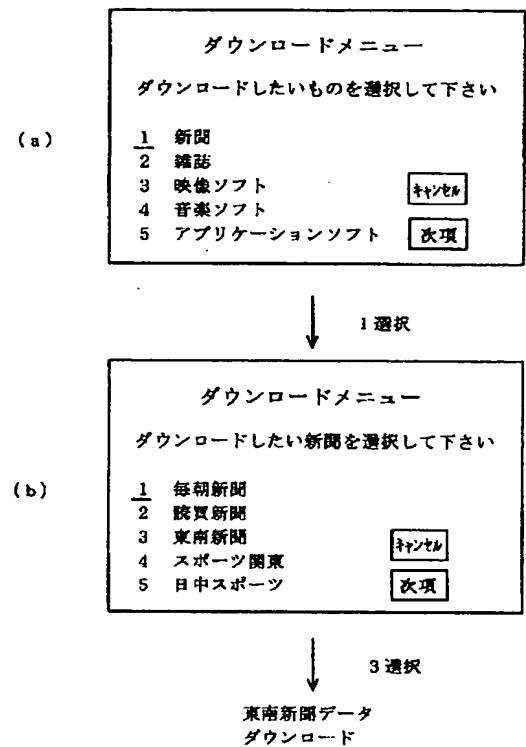 (a)
ダウンロードメニュー
ダウンロードしたいものを選択して下さい
1 新聞
2 雑誌
3 映像ソフト
キャンセル
4 音楽ソフト
5 アプリケーションソフト
次項
1選択
(b)
ダウンロードメニュー
ダウンロードしたい新聞を選択して下さい
1 毎朝新聞
2 読買新聞
3 東南新聞
キャンセル
4 スポーツ関東
5 日中スポーツ
次項
3選択
東南新聞データ
ダウンロード